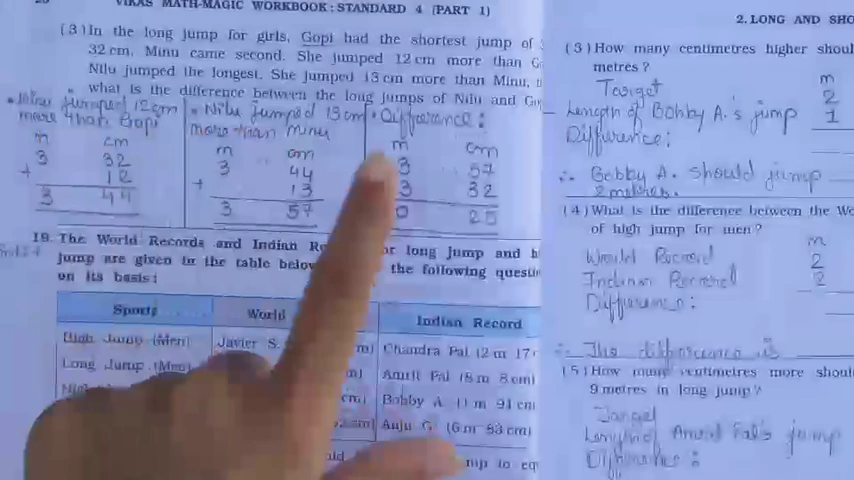 VIKAS MATH-MAGIC WORKBOOK : STANDARD 4 (PART 1)
(3) In the long jump for girls, Gopi had the shortest jump of
32 cm. Minu came second. She jumped 12 cm more than
Nilu jumped the longest. She jumped 13 cm more than Minu,
what is the difference between the long jumps of Nilu and
Minu jumped 12cm
more than Gopi
m cm
3 32
+ 12
3 44
Nilu jumped 13 cm
more than Minu
m cm
3 44
+ 13
3 57
Difference :
m cm
3 57
3 32
0 25
19. The World Records and Indian or long jump and
jump are given in the table the following
on its basis :
Sports World Indian Record
High Jump (Men) Javier S. m) Chandra Pal (2 m 17
Long Jump (Men) m) Amrit Pal (8 m 8 cm)
cm) Bobby A. (1 m 91 cm
cm) Anju G. (6 m 83 cm)
mp to
2. LONG AND
(3) How many centimetres higher
metres ?
Target m
2
Length of Bobby A.'s jump 1
Difference:
∴ Bobby A. should jump
2 metres.
(4) What is the difference between the
of high jump for men ?
m
World Record 2
Indian Record 2
Difference:
∴ The difference is
(5) How many centimetres more
9 metres in long jump ?
Target
Length of Amrit Pal's jump
Difference :